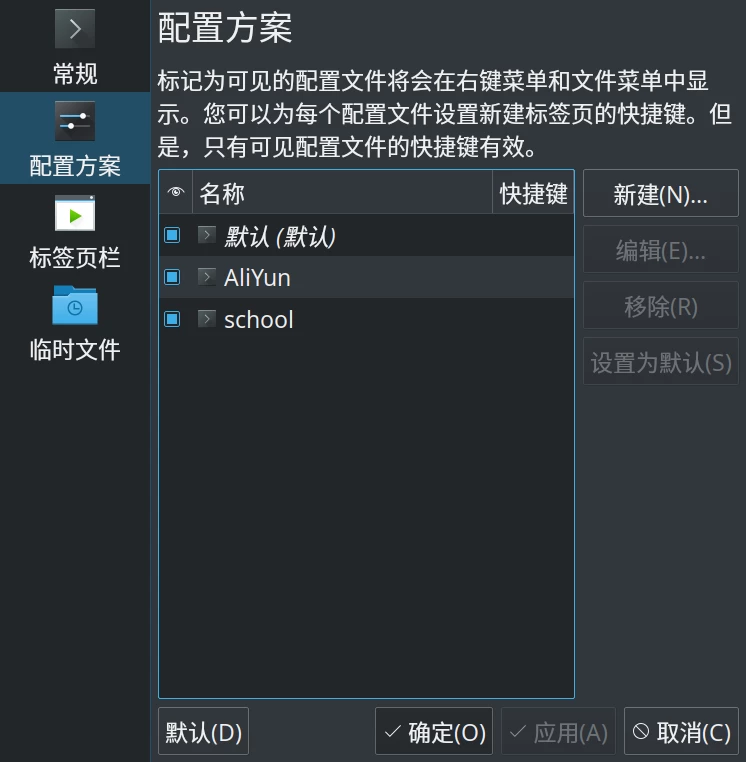 常规
配置方案
标签页栏
临时文件
配置方案
标记为可见的配置文件将会在右键菜单和文件菜单中显
示。您可以为每个配置文件设置新建标签页的快捷键。但
是，只有可见配置文件的快捷键有效。
名称 快捷键
默认 (默认)
AliYun
school
新建(N)...
编辑(E)...
移除(R)
设置为默认(S)
默认(D) 确定(O) 应用(A) 取消(C)